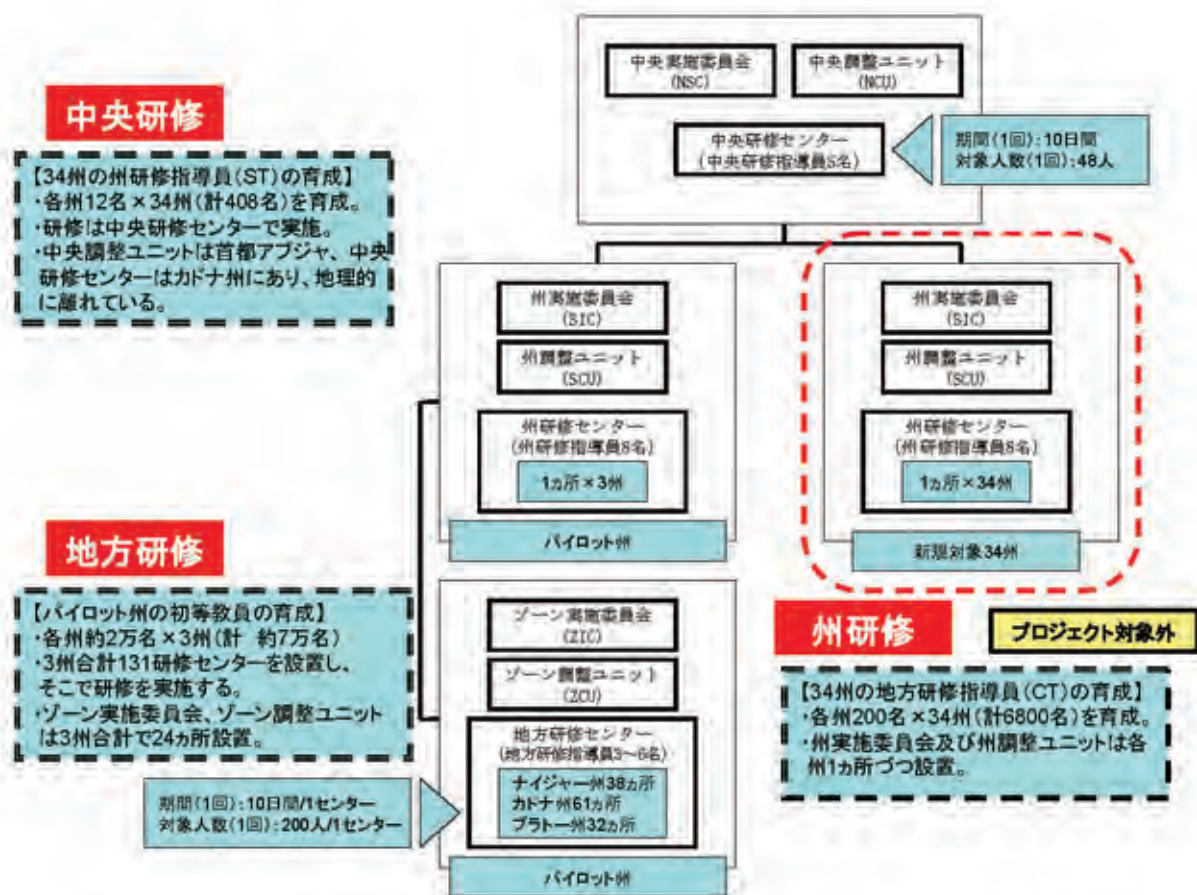 中央実施委員会
(NSC)
中央調整ユニット
(NCU)
中央研修センター
(中央研修指導員5名)
期間(1回):10日間
対象人数(1回):48人
中央研修
【34州の州研修指導員(ST)の育成】
・各州12名×34州(計408名)を育成。
・研修は中央研修センターで実施。
・中央調整ユニットは首都アブジャ、中央
研修センターはカドナ州にあり、地理的
に離れている。
州実施委員会
(SIC)
州調整ユニット
(SCU)
州研修センター
(州研修指導員8名)
1ヵ所×3州
パイロット州
州実施委員会
(SIC)
州調整ユニット
(SCU)
州研修センター
(州研修指導員8名)
1ヵ所×34州
新規対象34州
地方研修
【パイロット州の初等教員の育成】
・各州約2万名×3州(計 約7万名)
・3州合計131研修センターを設置し、
そこで研修を実施する。
・ゾーン実施委員会、ゾーン調整ユニット
は3州合計で24ヵ所設置。
期間(1回):10日間/1センター
対象人数(1回):200人/1センター
ゾーン実施委員会
(ZIC)
ゾーン調整ユニット
(ZCU)
地方研修センター
(地方研修指導員3~6名)
ナイジャー州38ヵ所
カドナ州61ヵ所
プラトー州32ヵ所
パイロット州
州研修
プロジェクト対象外
【34州の地方研修指導員(CT)の育成】
・各州200名×34州(計6800名)を育成。
・州実施委員会及び州調整ユニットは各
州1ヵ所づつ設置。